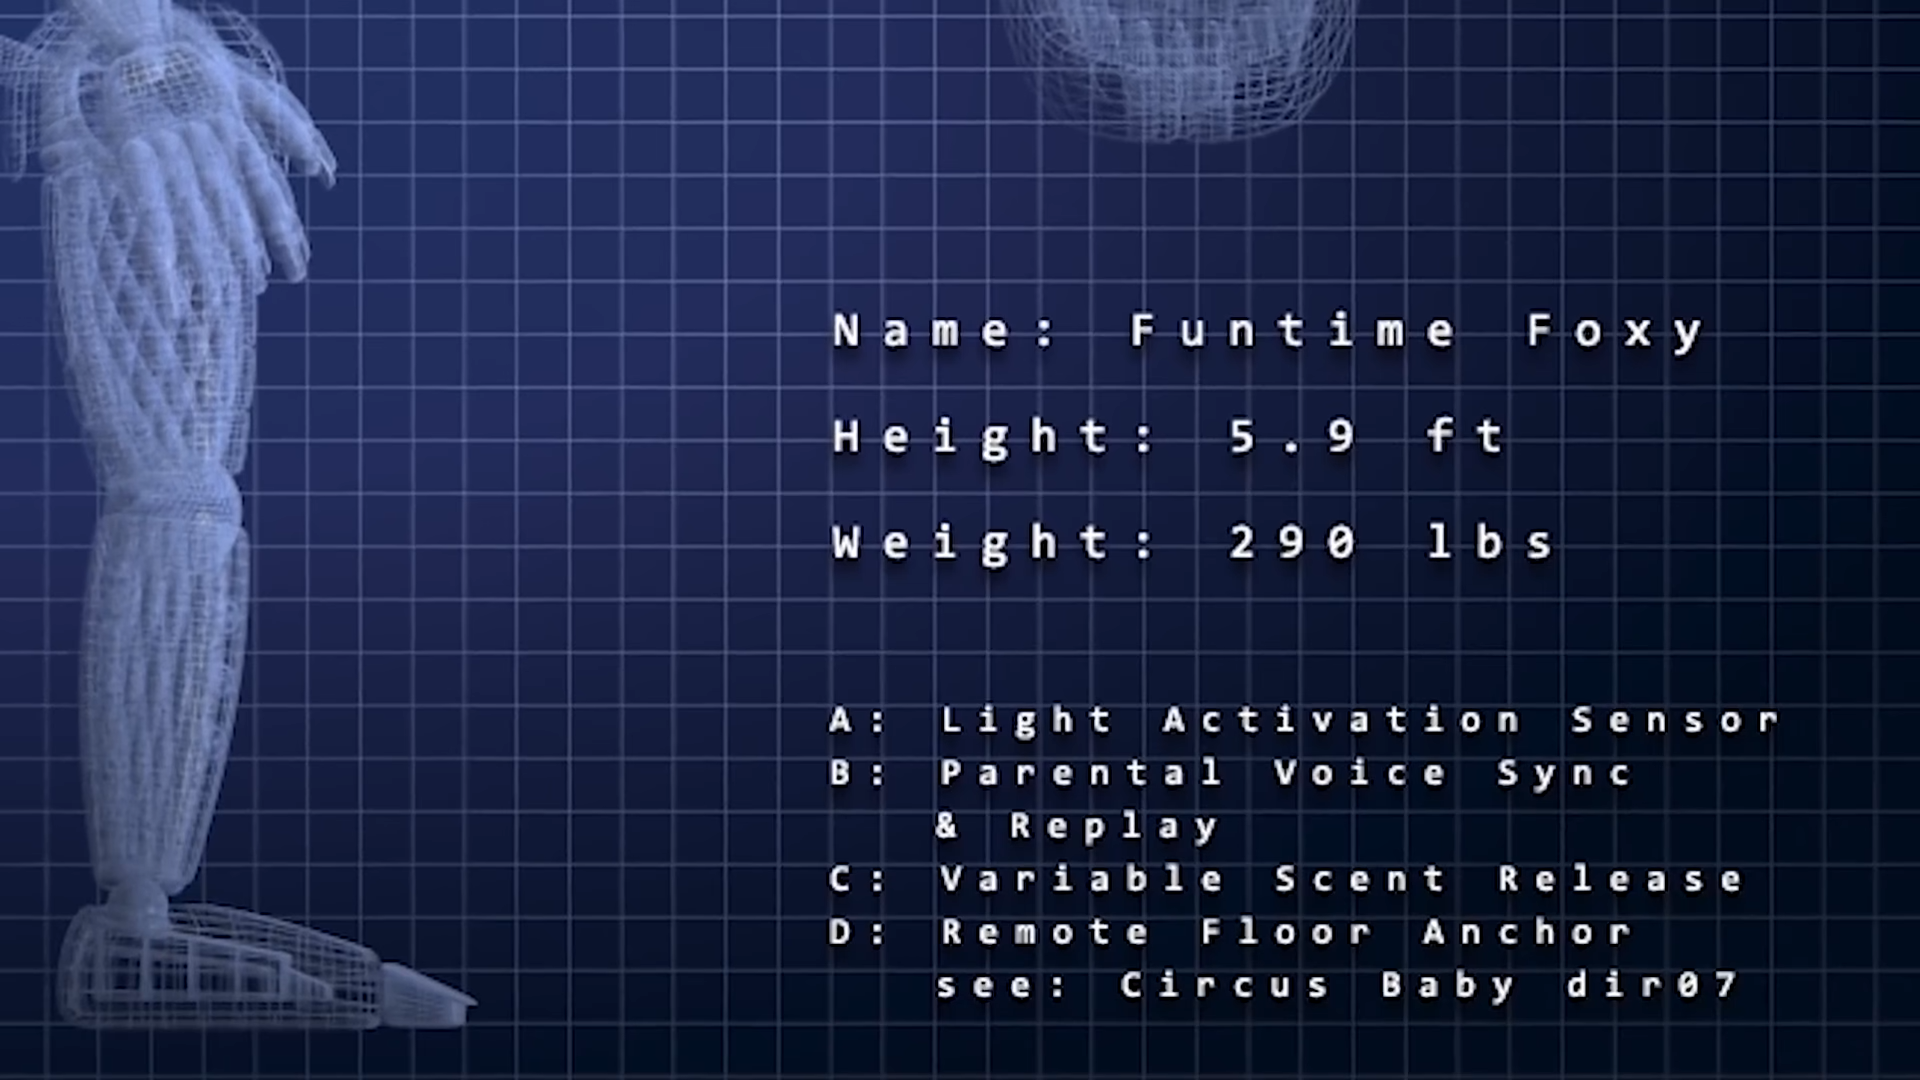 Name: Funtime Foxy
Height: 5.9 ft
Weight: 290 lbs
A: Light Activation Sensor
B: Parental Voice Sync
& Replay
C: Variable Scent Release
D: Remote Floor Anchor
see: Circus Baby dir07